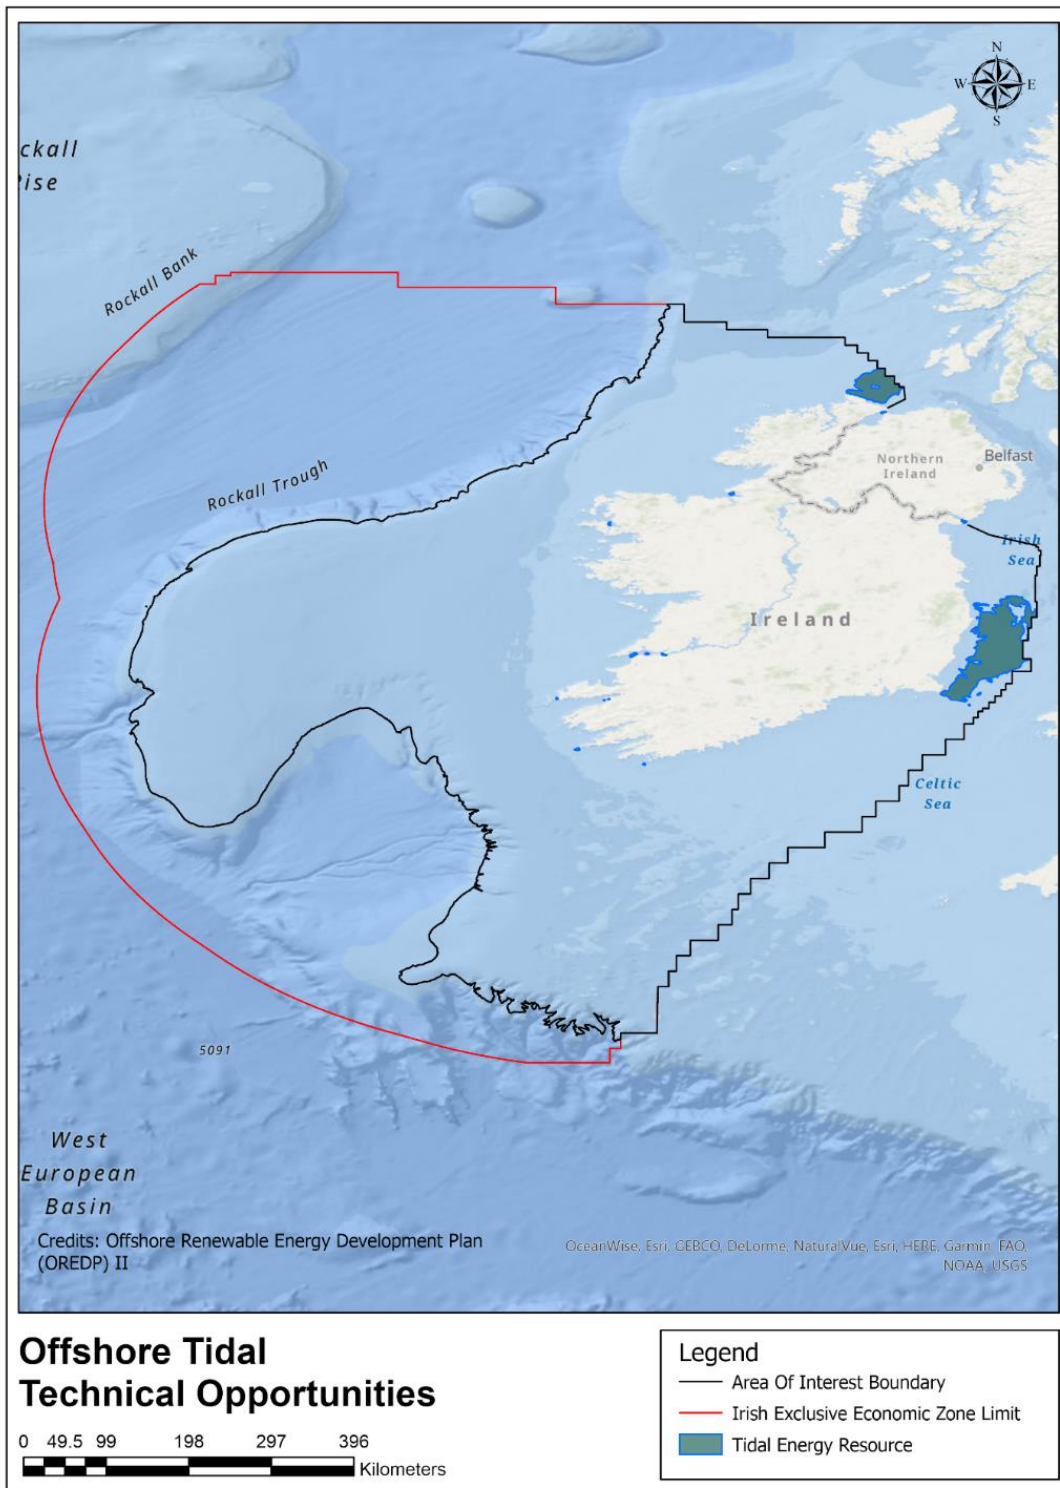 N
W E
S
ckall
Rise
Rockall Bank
Rockall Trough
Northern
Ireland
Belfast
Irish
Sea
Ireland
Celtic
Sea
5091
West
European
Basin
Credits: Offshore Renewable Energy Development Plan
(OREDP) II
OceanWise, Esri, GEBCO, DeLorme, NaturalVue, Esri, HERE, Garmin, FAO,
NOAA, USGS
Offshore Tidal
Technical Opportunities
0 49.5 99 198 297 396
Kilometers
Legend
Area Of Interest Boundary
Irish Exclusive Economic Zone Limit
Tidal Energy Resource